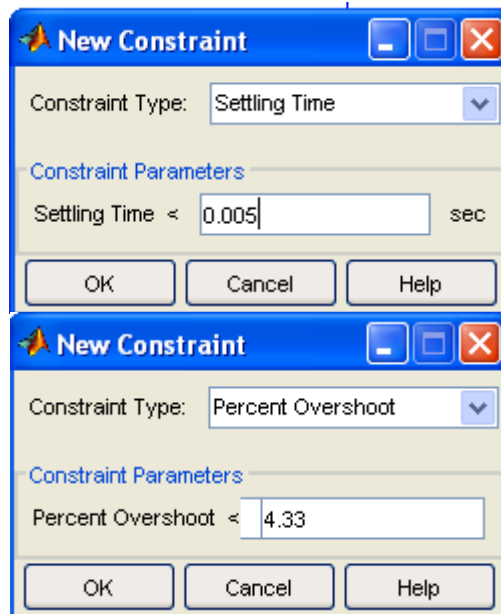 New Constraint
Constraint Type: Settling Time
Constraint Parameters
Settling Time < 0.005 sec
OK Cancel Help
New Constraint
Constraint Type: Percent Overshoot
Constraint Parameters
Percent Overshoot < 4.33
OK Cancel Help